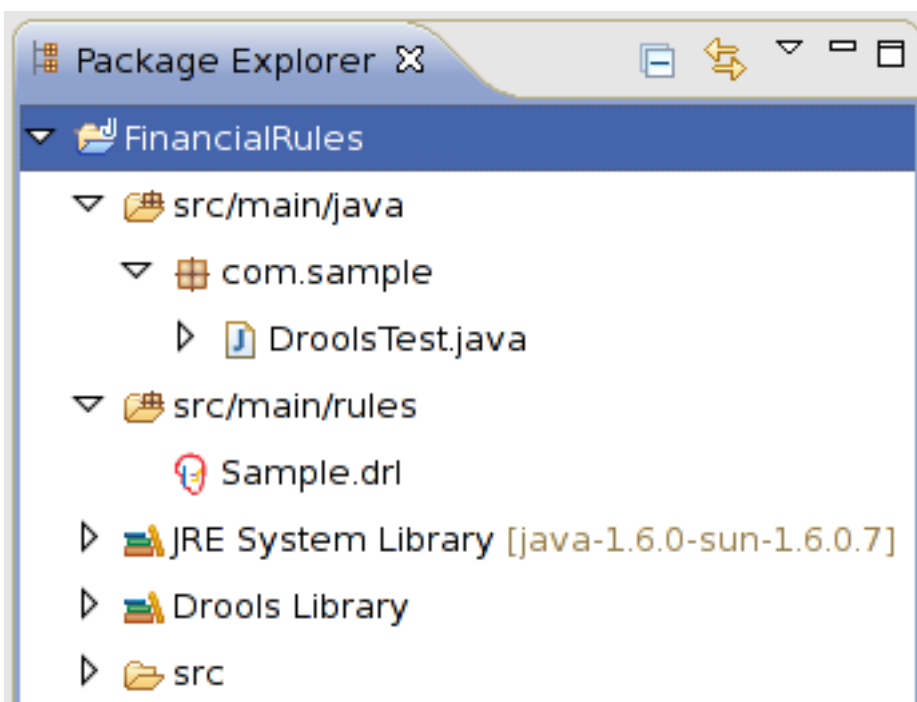 Package Explorer
FinancialRules
src/main/java
com.sample
DroolsTest.java
src/main/rules
Sample.drl
JRE System Library [java-1.6.0-sun-1.6.0.7]
Drools Library
src